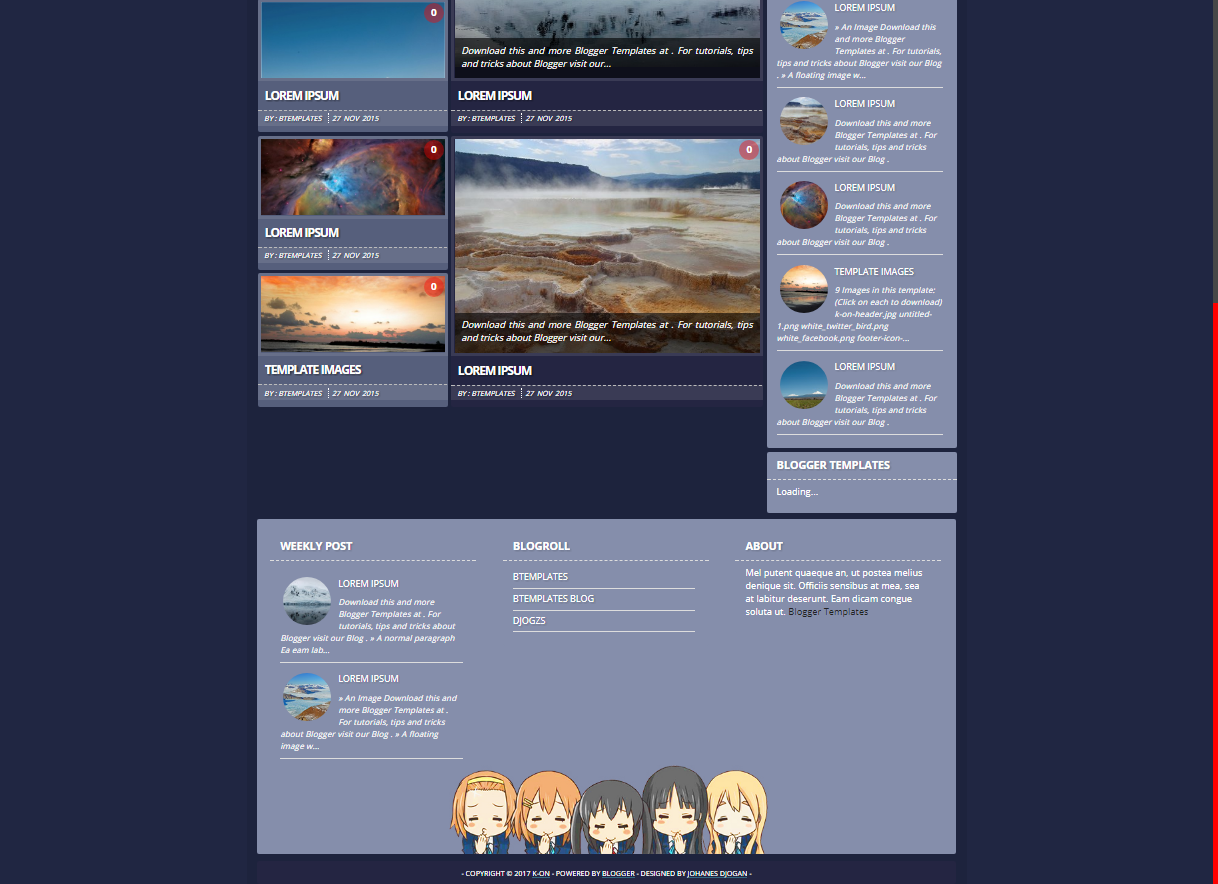 0
LOREM IPSUM
BY : BTEMPLATES 27 NOV 2015
0
LOREM IPSUM
BY : BTEMPLATES 27 NOV 2015
0
TEMPLATE IMAGES
BY : BTEMPLATES 27 NOV 2015
Download this and more Blogger Templates at . For tutorials, tips
and tricks about Blogger visit our...
LOREM IPSUM
BY : BTEMPLATES 27 NOV 2015
0
Download this and more Blogger Templates at . For tutorials, tips
and tricks about Blogger visit our...
LOREM IPSUM
BY : BTEMPLATES 27 NOV 2015
LOREM IPSUM
» An Image Download this
and more Blogger
Templates at . For tutorials,
tips and tricks about Blogger visit our Blog
. » A floating image w...
LOREM IPSUM
Download this and more
Blogger Templates at . For
tutorials, tips and tricks
about Blogger visit our Blog .
LOREM IPSUM
Download this and more
Blogger Templates at . For
tutorials, tips and tricks
about Blogger visit our Blog .
TEMPLATE IMAGES
9 Images in this template:
(Click on each to download)
k-on-header.jpg untitled-
1.png white_twitter_bird.png
white_facebook.png footer-icon-...
LOREM IPSUM
Download this and more
Blogger Templates at . For
tutorials, tips and tricks
about Blogger visit our Blog .
BLOGGER TEMPLATES
Loading...
WEEKLY POST
LOREM IPSUM
Download this and more
Blogger Templates at . For
tutorials, tips and tricks about
Blogger visit our Blog . » A normal paragraph
Ea eam lab...
LOREM IPSUM
» An Image Download this and
more Blogger Templates at .
For tutorials, tips and tricks
about Blogger visit our Blog . » A floating
image w...
BLOGROLL
BTEMPLATES
BTEMPLATES BLOG
DJOGZS
ABOUT
Mel putent quaeque an, ut postea melius
denique sit. Officiis sensibus at mea, sea
at labitur deserunt. Eam dicam congue
soluta ut. Blogger Templates
- COPYRIGHT © 2017 K-ON - POWERED BY BLOGGER - DESIGNED BY JOHANES DJOGAN -